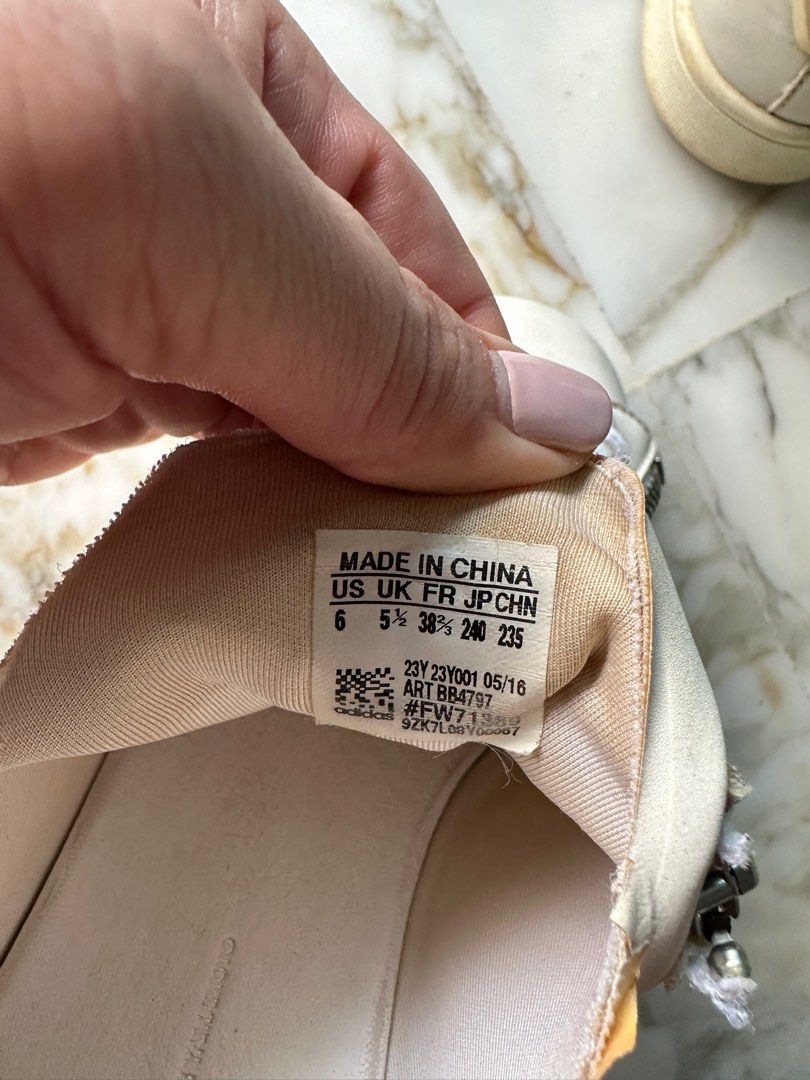 MADE IN CHINA
US UK FR JP CHN
6 5½ 38⅔ 240 235
23Y 23Y001 05/16
ART BB4797
adidas
YAMAMOTO